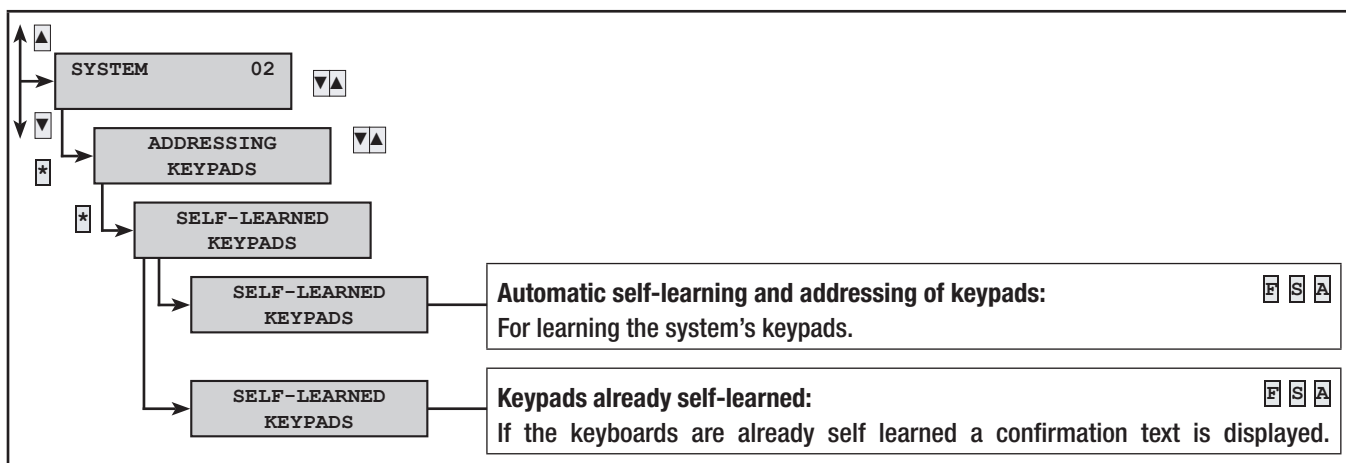 ▲
SYSTEM 02
▼▲
▼
ADDRESSING
KEYPADS
▼▲
*
SELF-LEARNED
KEYPADS
*
SELF-LEARNED
KEYPADS
Automatic self-learning and addressing of keypads: F S A
For learning the system's keypads.
SELF-LEARNED
KEYPADS
Keypads already self-learned: F S A
If the keyboards are already self learned a confirmation text is displayed.